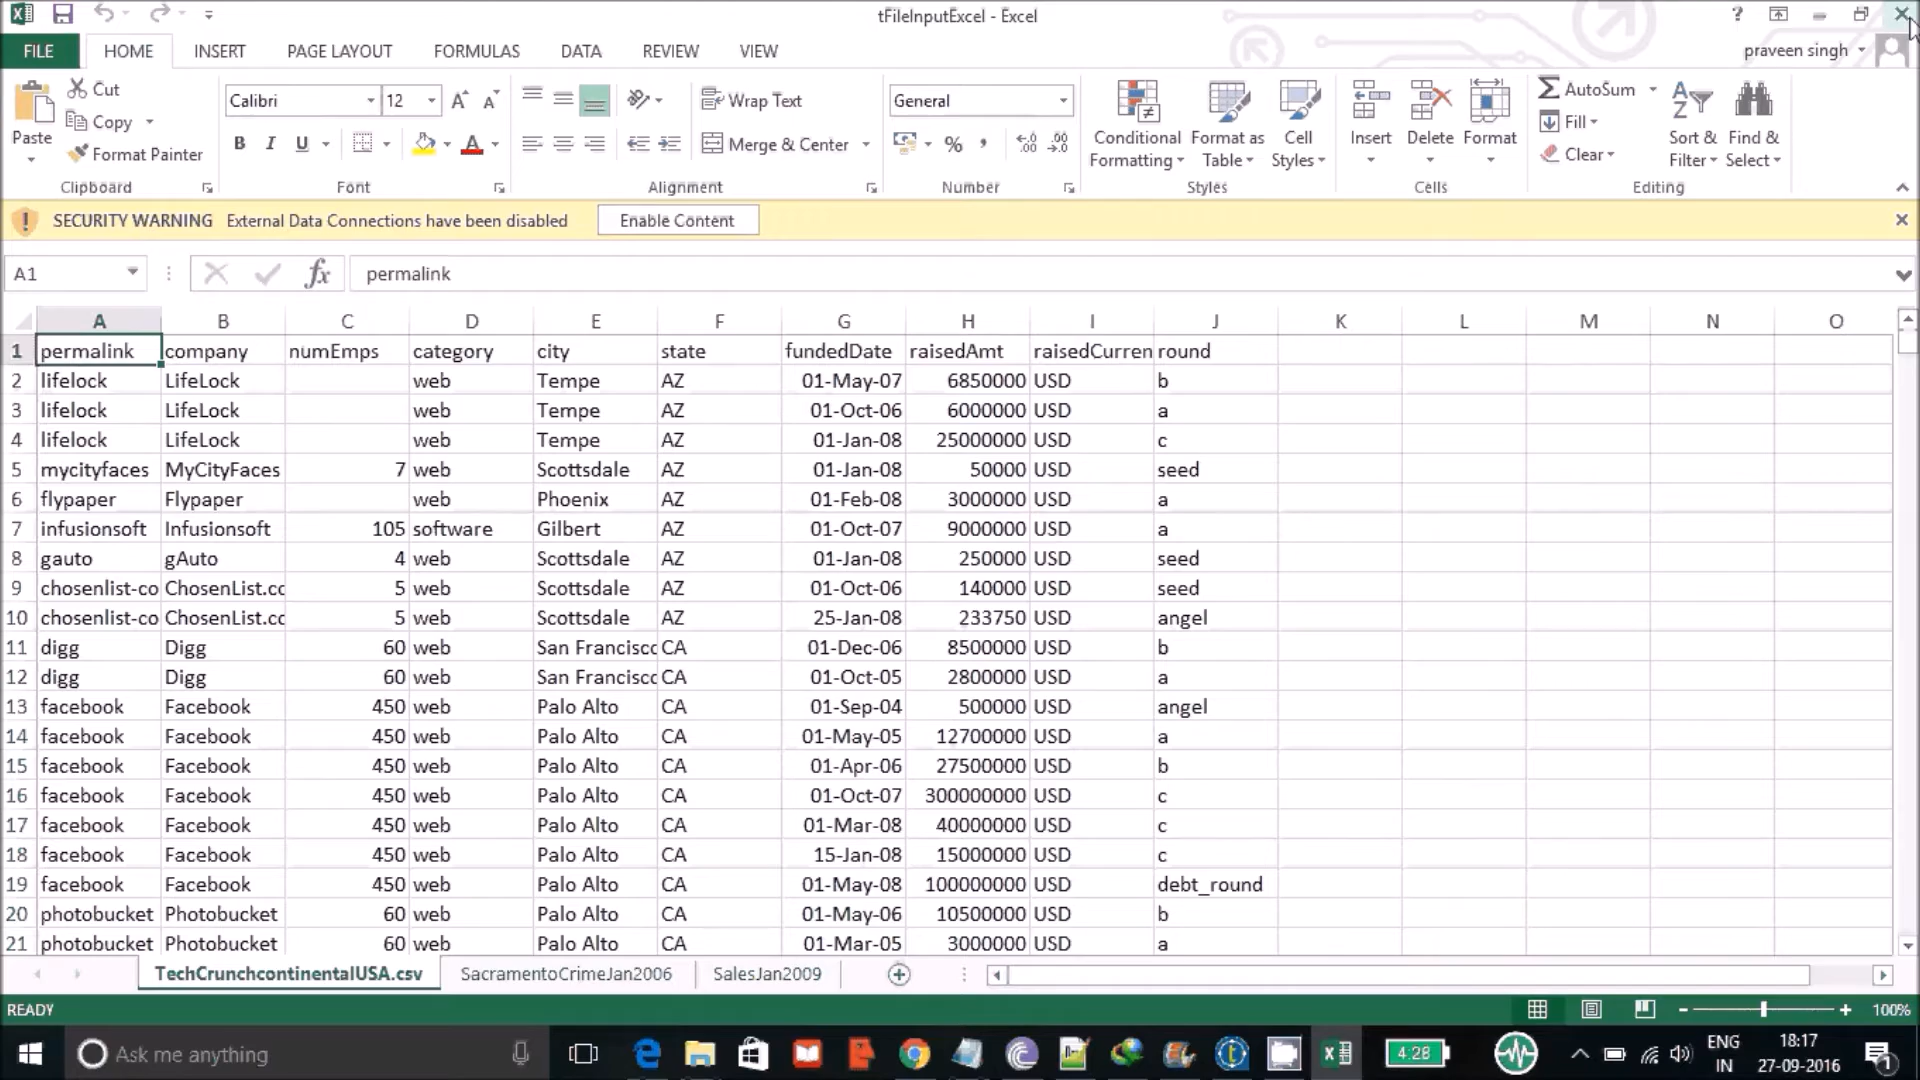 tFileInputExcel - Excel
?
FILE HOME INSERT PAGE LAYOUT FORMULAS DATA REVIEW VIEW praveen singh
Paste Cut Copy Format Painter Clipboard
Calibri 12 B I U Font
Wrap Text Merge & Center Alignment
General % , Number
Conditional Formatting Format as Table Cell Styles Styles
Insert Delete Format Cells
AutoSum Fill Clear Sort & Filter Find & Select Editing
SECURITY WARNING External Data Connections have been disabled Enable Content
A1 fx permalink
A B C D E F G H I J K L M N O
1 permalink company numEmps category city state fundedDate raisedAmt raisedCurren round
2 lifelock LifeLock web Tempe AZ 01-May-07 6850000 USD b
3 lifelock LifeLock web Tempe AZ 01-Oct-06 6000000 USD a
4 lifelock LifeLock web Tempe AZ 01-Jan-08 25000000 USD c
5 mycityfaces MyCityFaces 7 web Scottsdale AZ 01-Jan-08 50000 USD seed
6 flypaper Flypaper web Phoenix AZ 01-Feb-08 3000000 USD a
7 infusionsoft Infusionsoft 105 software Gilbert AZ 01-Oct-07 9000000 USD a
8 gauto gAuto 4 web Scottsdale AZ 01-Jan-08 250000 USD seed
9 chosenlist-co ChosenList.cc 5 web Scottsdale AZ 01-Oct-06 140000 USD seed
10 chosenlist-co ChosenList.cc 5 web Scottsdale AZ 25-Jan-08 233750 USD angel
11 digg Digg 60 web San Francisco CA 01-Dec-06 8500000 USD b
12 digg Digg 60 web San Francisco CA 01-Oct-05 2800000 USD a
13 facebook Facebook 450 web Palo Alto CA 01-Sep-04 500000 USD angel
14 facebook Facebook 450 web Palo Alto CA 01-May-05 12700000 USD a
15 facebook Facebook 450 web Palo Alto CA 01-Apr-06 27500000 USD b
16 facebook Facebook 450 web Palo Alto CA 01-Oct-07 300000000 USD c
17 facebook Facebook 450 web Palo Alto CA 01-Mar-08 40000000 USD c
18 facebook Facebook 450 web Palo Alto CA 15-Jan-08 15000000 USD c
19 facebook Facebook 450 web Palo Alto CA 01-May-08 100000000 USD debt_round
20 photobucket Photobucket 60 web Palo Alto CA 01-May-06 10500000 USD b
21 photobucket Photobucket 60 web Palo Alto CA 01-Mar-05 3000000 USD a
TechCrunchcontinentalUSA.csv SacramentoCrimeJan2006 SalesJan2009
READY 100%
Ask me anything 4:28 ENG 18:17
IN 27-09-2016 1